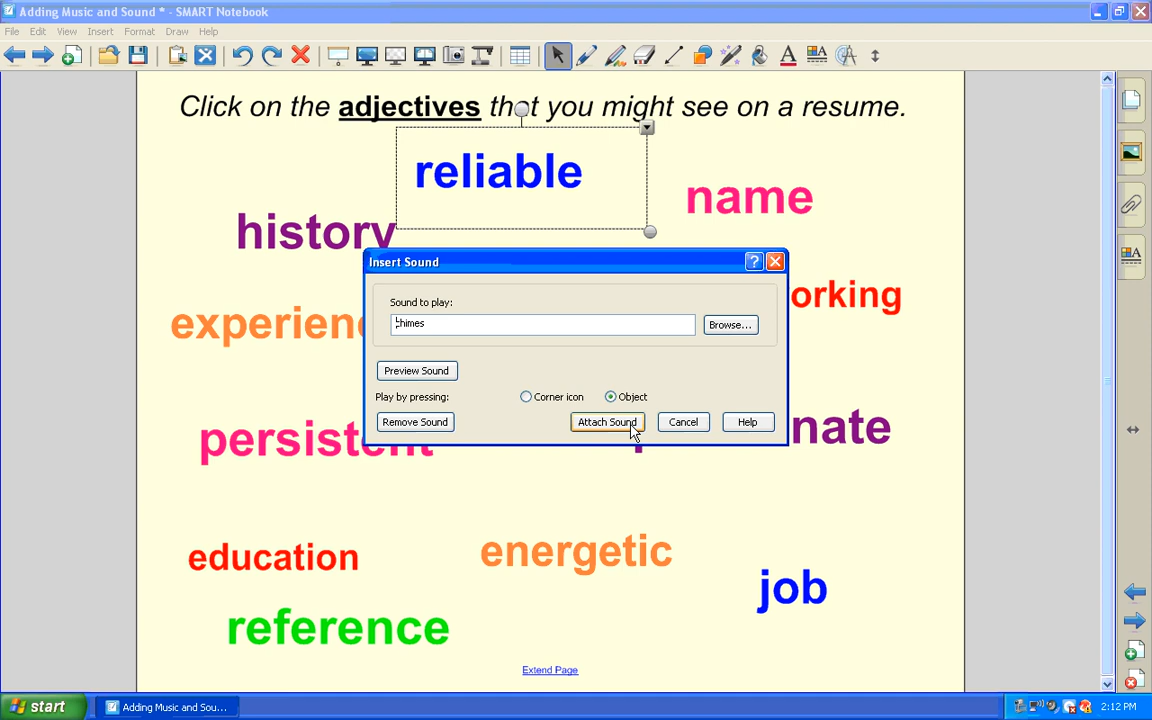 Adding Music and Sound * - SMART Notebook
File Edit View Insert Format Draw Help
Click on the adjectives that you might see on a resume.
reliable
name
history
Insert Sound
Sound to play:
chimes
Browse...
orking
experien
Preview Sound
Play by pressing:
Corner icon
Object
Remove Sound
Attach Sound
Cancel
Help
nate
persistent
education
energetic
job
reference
Extend Page
start
Adding Music and Sou...
2:12 PM